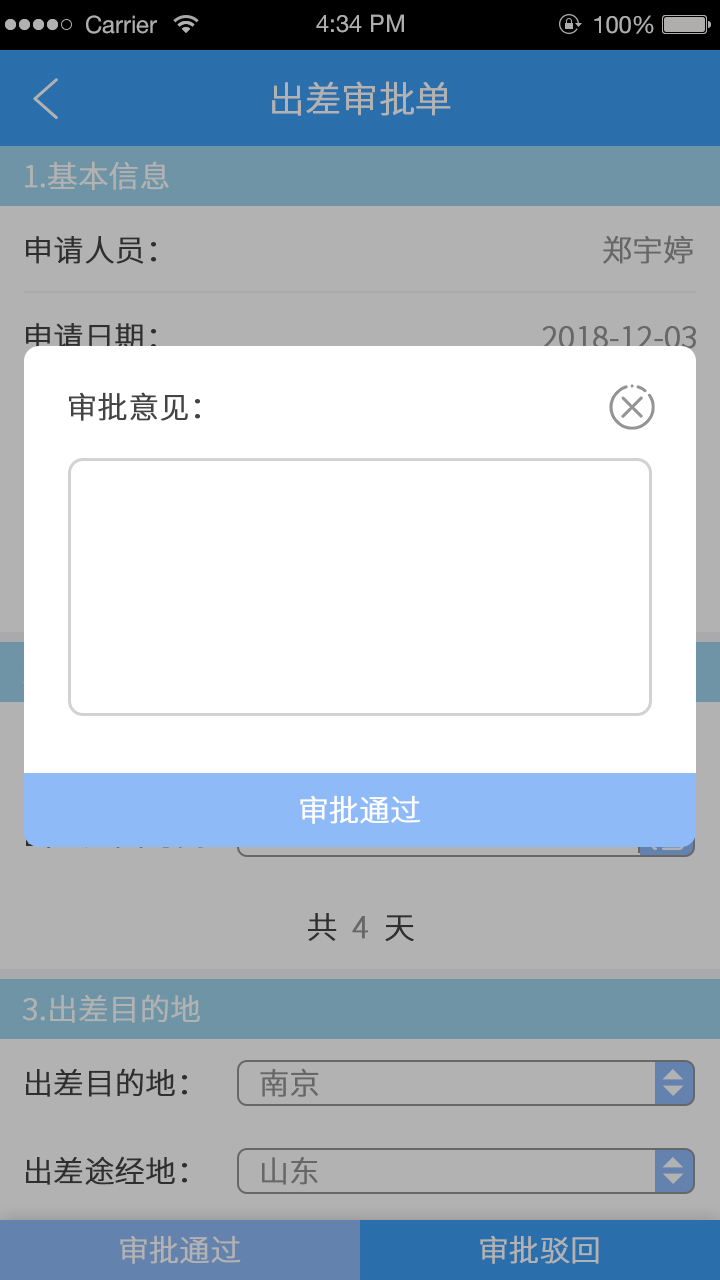 Carrier 4:34 PM 100%
出差审批单
1.基本信息
申请人员： 郑宇婷
申请日期： 2018-12-03
审批意见：
审批通过
共 4 天
3.出差目的地
出差目的地： 南京
出差途经地： 山东
审批通过 审批驳回